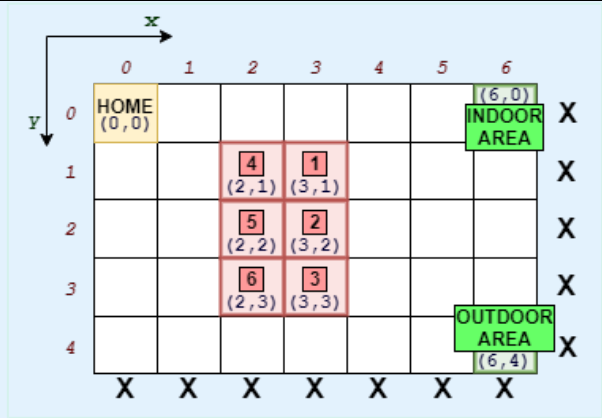 x
0 1 2 3 4 5 6
y
0
HOME
(0,0)
(6,0)
INDOOR
AREA
X
1
4
(2,1)
1
(3,1)
X
2
5
(2,2)
2
(3,2)
X
3
6
(2,3)
3
(3,3)
X
4
OUTDOOR
AREA
(6,4)
X
X X X X X X X